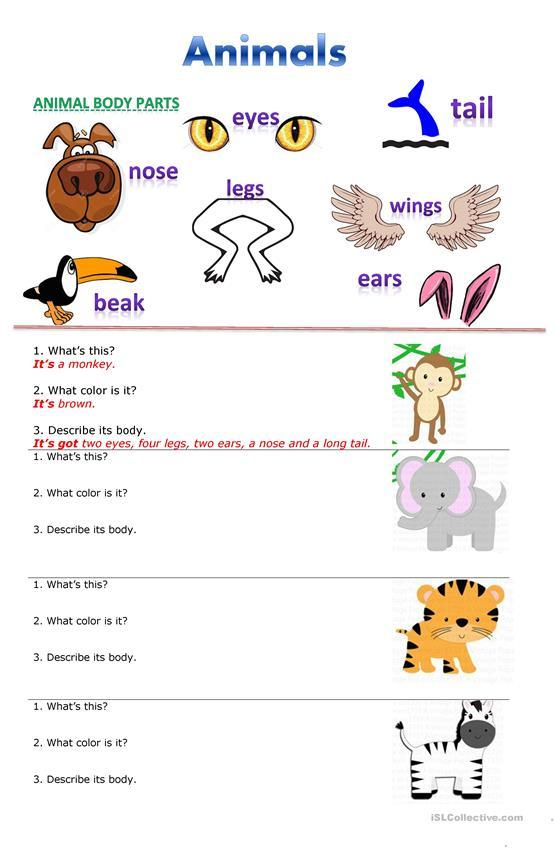 Animals
ANIMAL BODY PARTS
eyes
tail
nose
legs
wings
ears
beak
1. What's this?
It's a monkey.
2. What color is it?
It's brown.
3. Describe its body.
It's got two eyes, four legs, two ears, a nose and a long tail.
1. What's this?
2. What color is it?
3. Describe its body.
1. What's this?
2. What color is it?
3. Describe its body.
1. What's this?
2. What color is it?
3. Describe its body.
iSLCollective.com